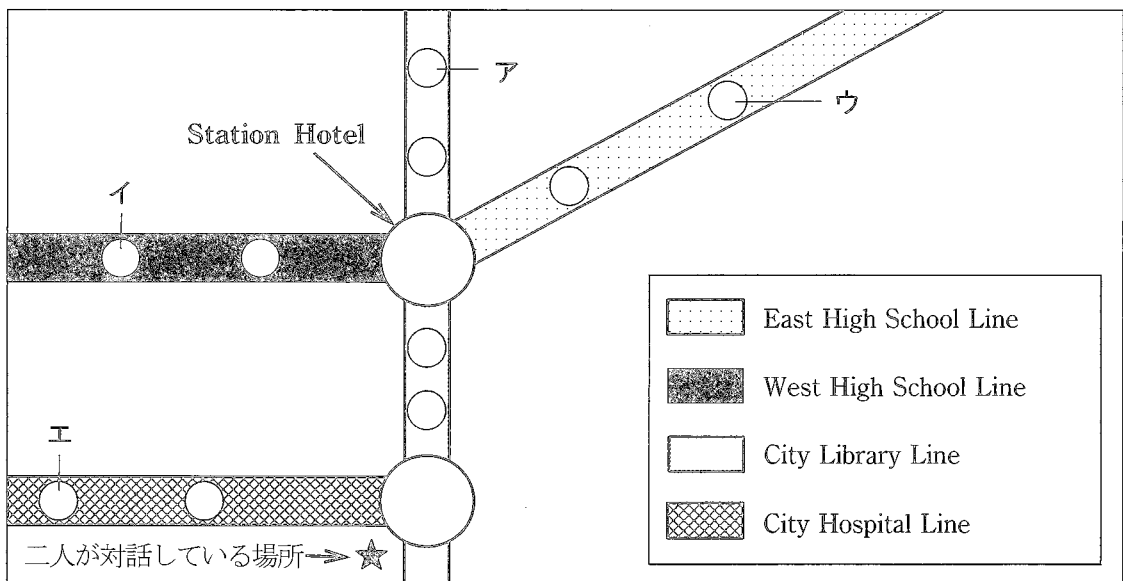 ア
ウ
Station Hotel
イ
East High School Line
West High School Line
エ
City Library Line
City Hospital Line
二人が対話している場所